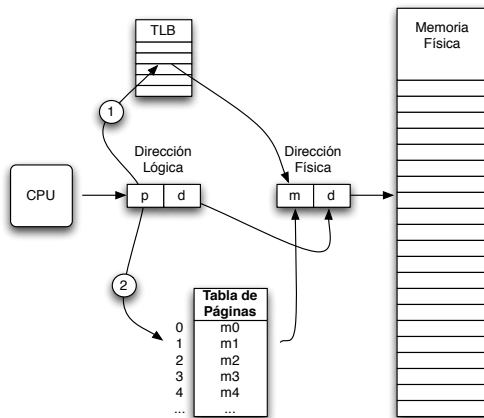 TLB
Memoria
Física
1
Dirección
Lógica
Dirección
Física
CPU
p d
m d
2
Tabla de
Páginas
0 m0
1 m1
2 m2
3 m3
4 m4
... ...